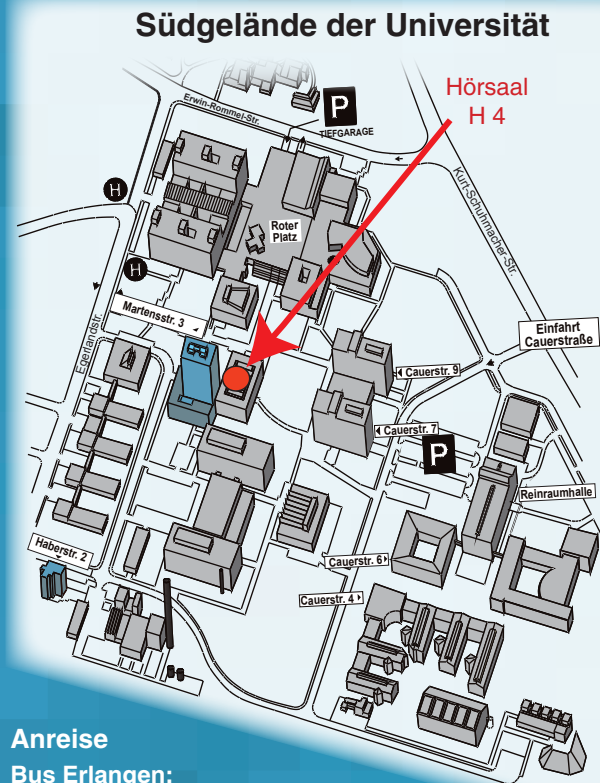 Südgelände der Universität
Hörsaal
H 4
P
TIEFGARAGE
Erwin-Rommel-Str.
Kurt-Schuhmacher-Str.
H
Roter
Platz
H
Martensstr. 3
Egerlandstr.
Einfahrt
Cauerstraße
Cauerstr. 9
Cauerstr. 7
P
Reinraumhalle
Haberstr. 2
Cauerstr. 6
Cauerstr. 4
Anreise
Bus Erlangen: